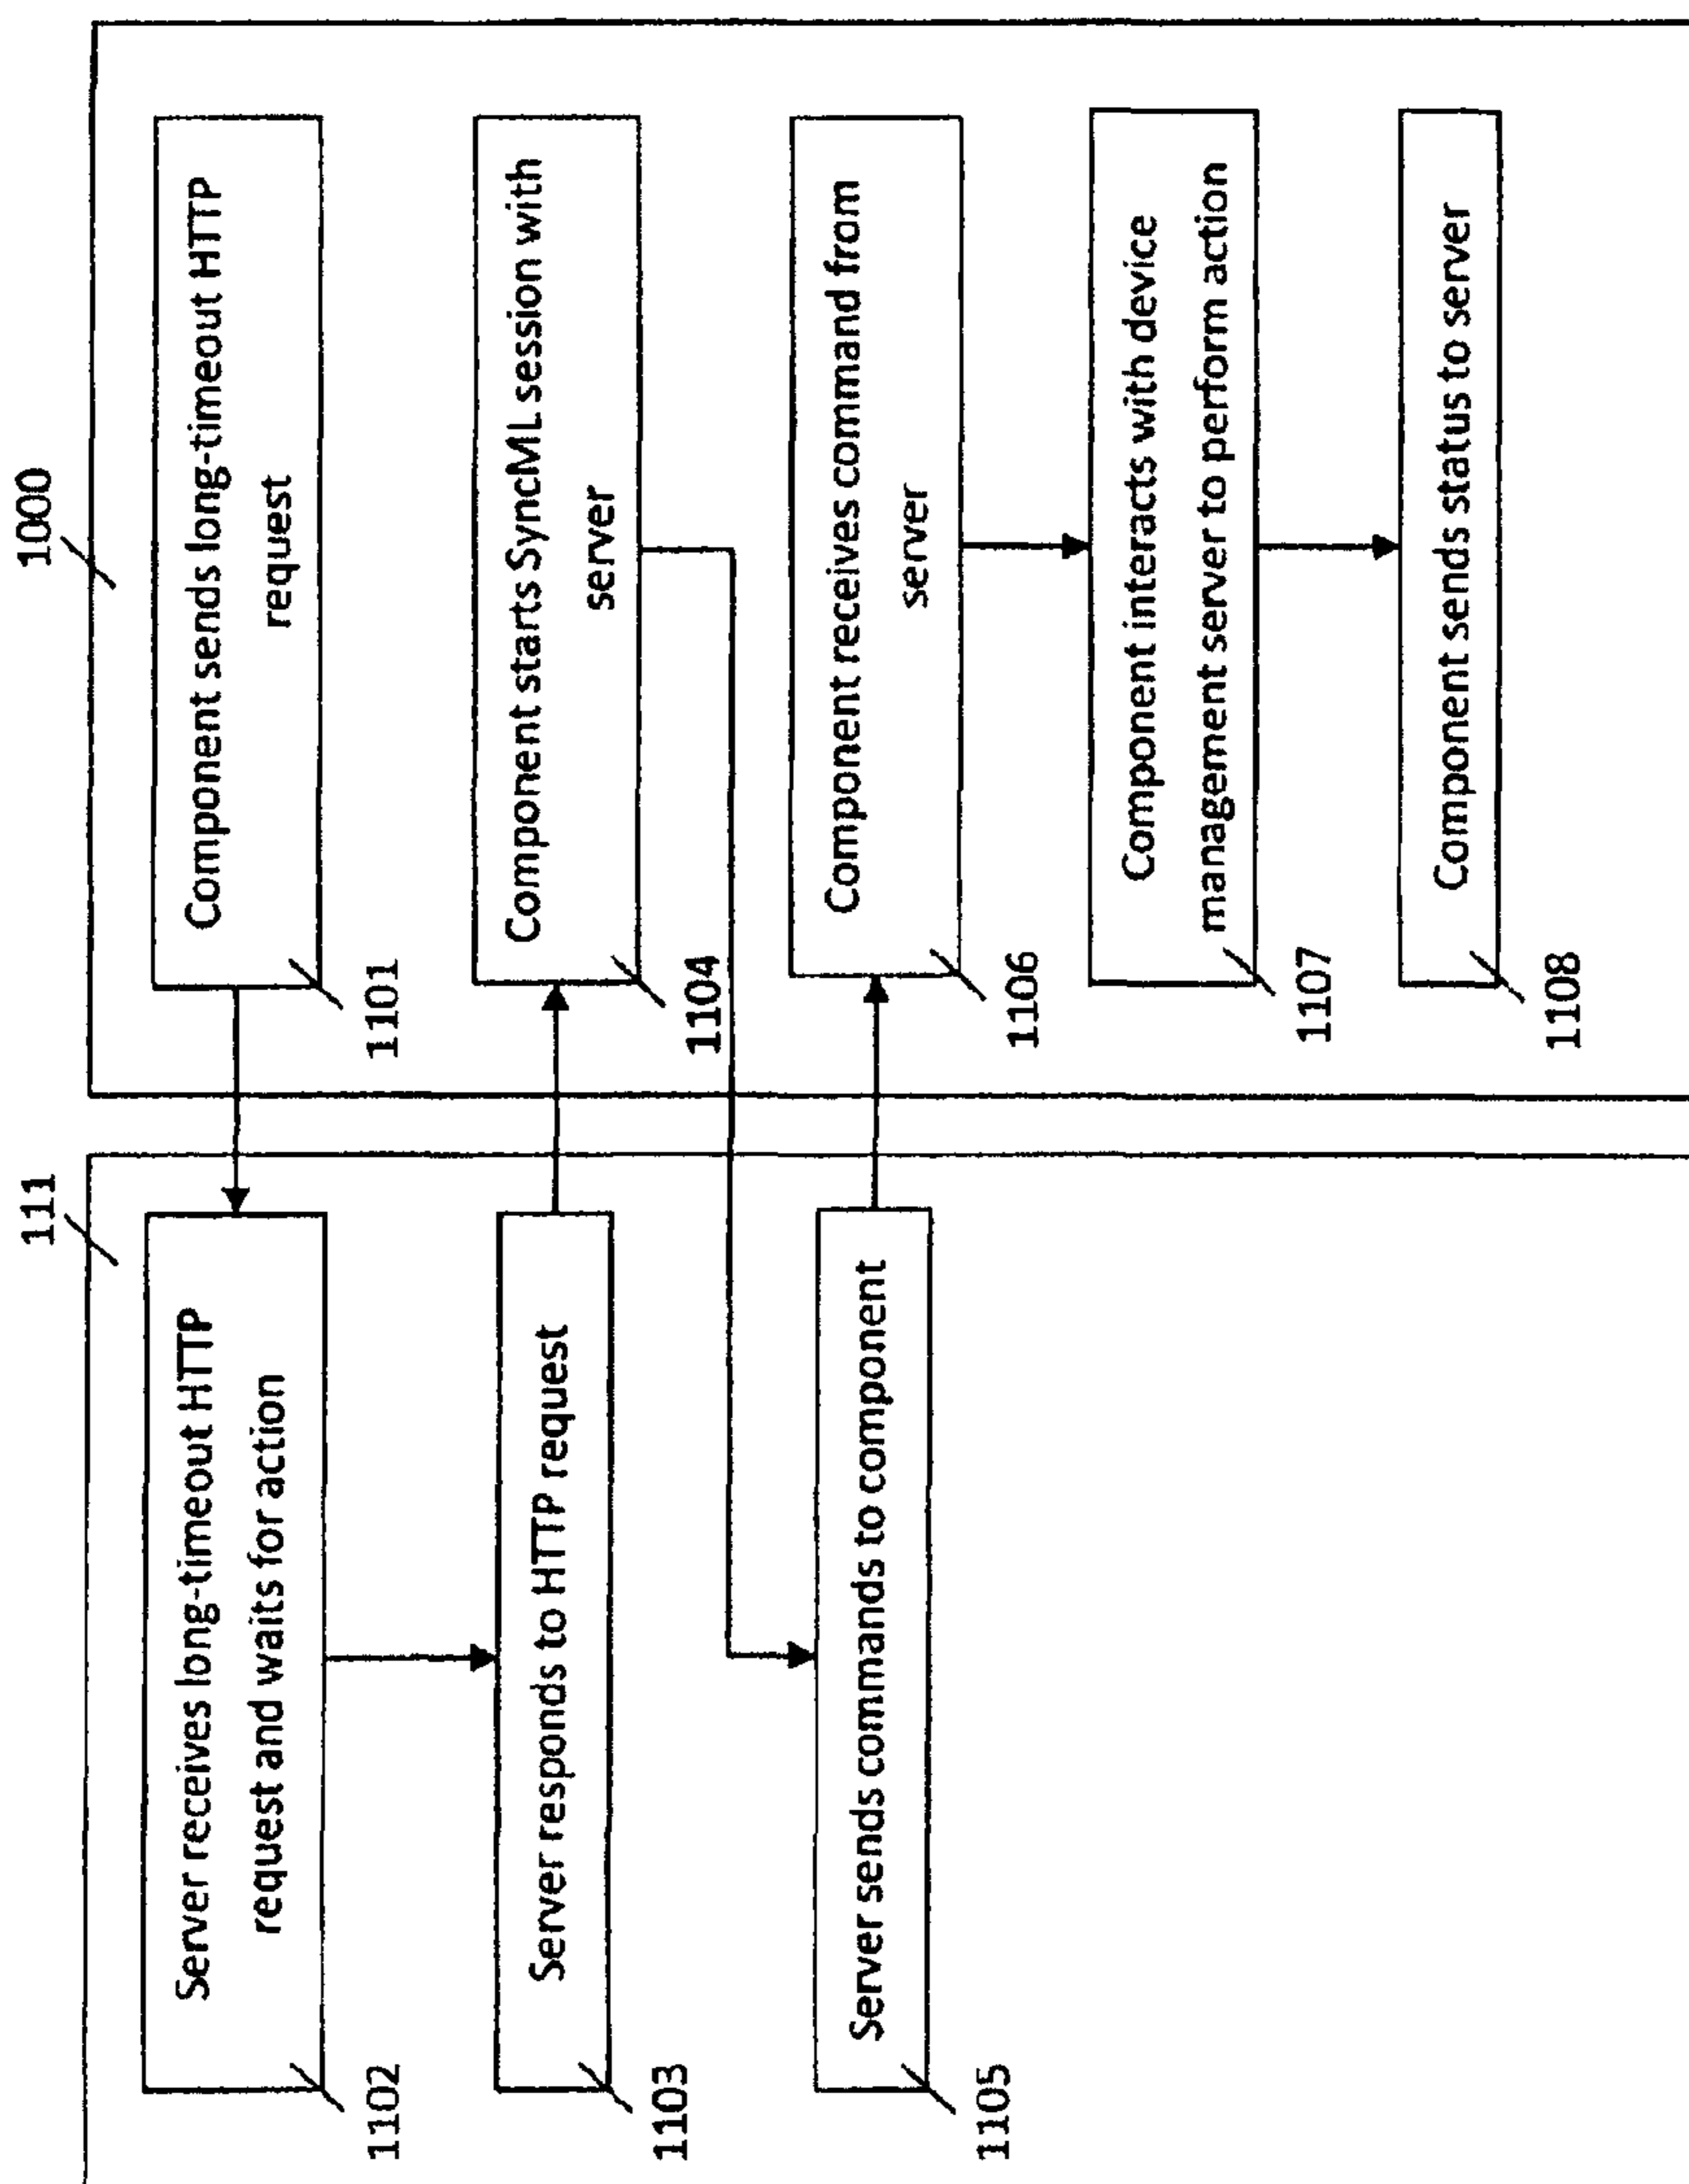 111
Server receives long-timeout HTTP
request and waits for action
1102
Server responds to HTTP request
1103
Server sends commands to component
1105
1000
Component sends long-timeout HTTP
request
1101
Component starts SyncML session with
server
1104
Component receives command from
server
1106
Component interacts with device
management server to perform action
1107
Component sends status to server
1108